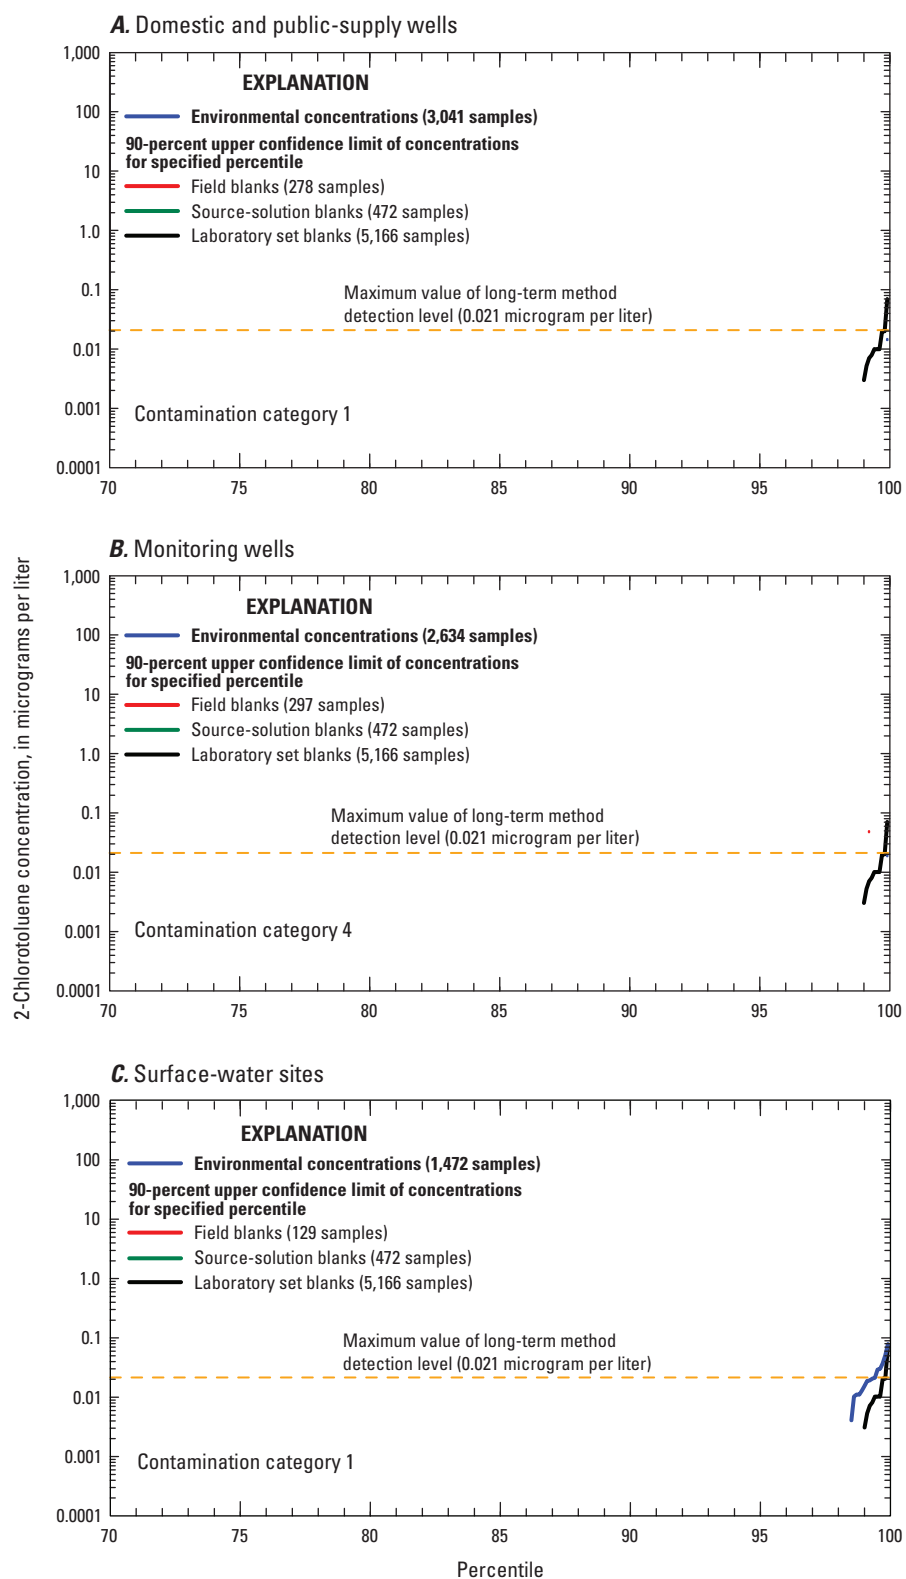 A. Domestic and public-supply wells
1,000
EXPLANATION
100
Environmental concentrations (3,041 samples)
90-percent upper confidence limit of concentrations
for specified percentile
10
Field blanks (278 samples)
Source-solution blanks (472 samples)
1.0
Laboratory set blanks (5,166 samples)
0.1
Maximum value of long-term method
detection level (0.021 microgram per liter)
0.01
0.001
Contamination category 1
0.0001
70 75 80 85 90 95 100
2-Chlorotoluene concentration, in micrograms per liter
B. Monitoring wells
1,000
EXPLANATION
100
Environmental concentrations (2,634 samples)
90-percent upper confidence limit of concentrations
for specified percentile
10
Field blanks (297 samples)
Source-solution blanks (472 samples)
1.0
Laboratory set blanks (5,166 samples)
0.1
Maximum value of long-term method
detection level (0.021 microgram per liter)
0.01
0.001
Contamination category 4
0.0001
70 75 80 85 90 95 100
C. Surface-water sites
1,000
EXPLANATION
100
Environmental concentrations (1,472 samples)
90-percent upper confidence limit of concentrations
for specified percentile
10
Field blanks (129 samples)
Source-solution blanks (472 samples)
1.0
Laboratory set blanks (5,166 samples)
0.1
Maximum value of long-term method
detection level (0.021 microgram per liter)
0.01
0.001
Contamination category 1
0.0001
70 75 80 85 90 95 100
Percentile